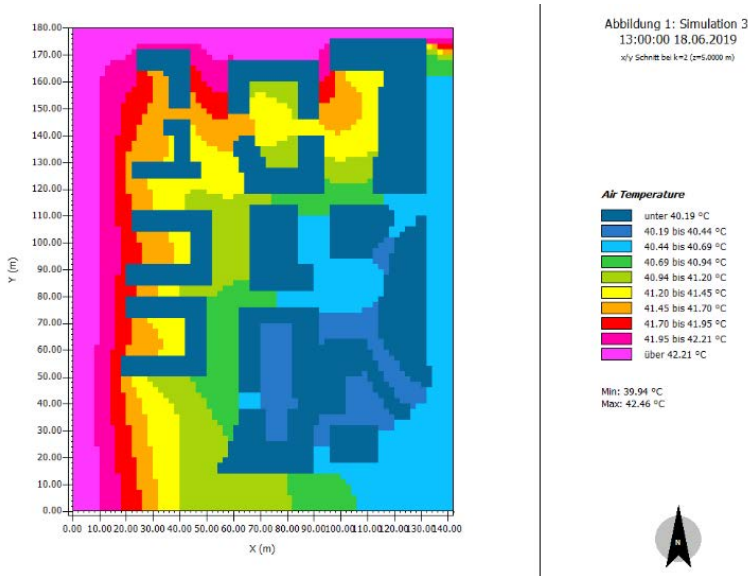 Abbildung 1: Simulation 3
13:00:00 18.06.2019
x/y Schnitt bei k=2 (z=5.0000 m)
180.00
170.00
160.00
150.00
140.00
130.00
120.00
110.00
100.00
90.00
80.00
70.00
60.00
50.00
40.00
30.00
20.00
10.00
0.00
Y (m)
0.00 10.00 20.00 30.00 40.00 50.00 60.00 70.00 80.00 90.00 100.00 110.00 120.00 130.00 140.00
X (m)
Air Temperature
unter 40.19 °C
40.19 bis 40.44 °C
40.44 bis 40.69 °C
40.69 bis 40.94 °C
40.94 bis 41.20 °C
41.20 bis 41.45 °C
41.45 bis 41.70 °C
41.70 bis 41.95 °C
41.95 bis 42.21 °C
über 42.21 °C
Min: 39.94 °C
Max: 42.46 °C
N